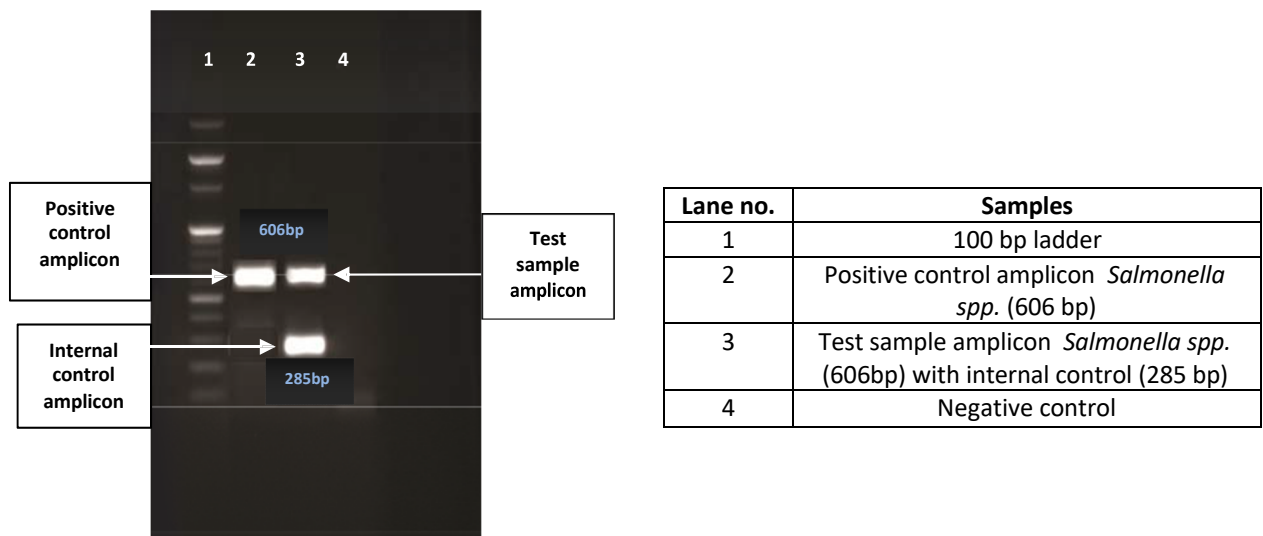 1 2 3 4
Positive
control
amplicon
606bp
Test
sample
amplicon
Internal
control
amplicon
285bp
Lane no. Samples
1 100 bp ladder
2 Positive control amplicon Salmonella
spp. (606 bp)
3 Test sample amplicon Salmonella spp.
(606bp) with internal control (285 bp)
4 Negative control